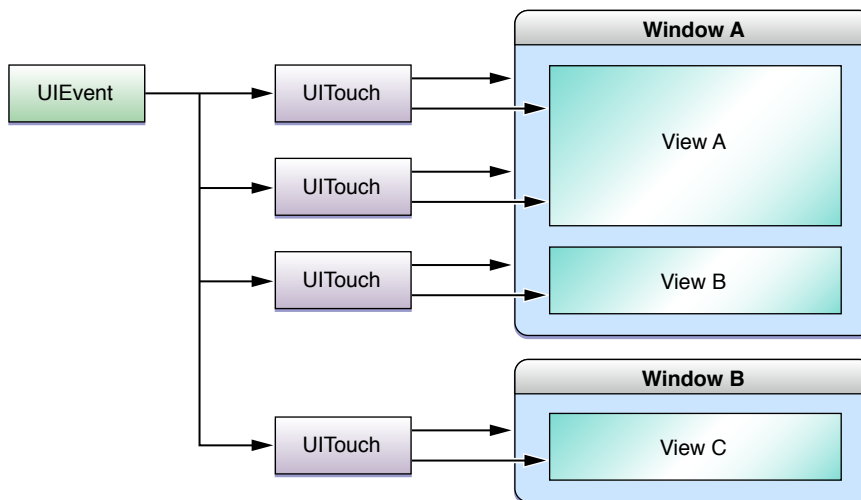 Window A
UIEvent
UITouch
View A
UITouch
UITouch
View B
Window B
UITouch
View C